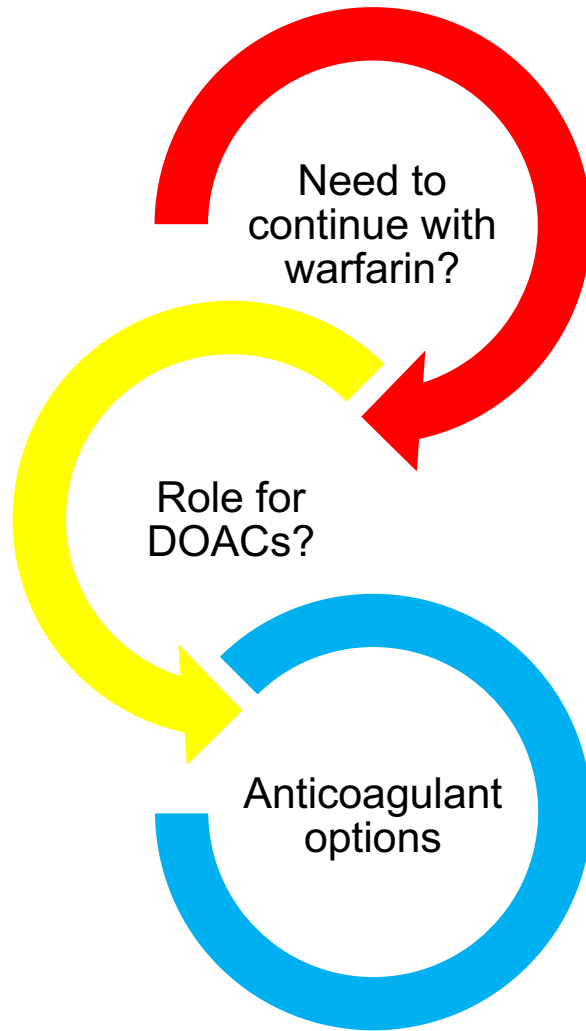 Need to
continue with
warfarin?
Role for
DOACs?
Anticoagulant
options